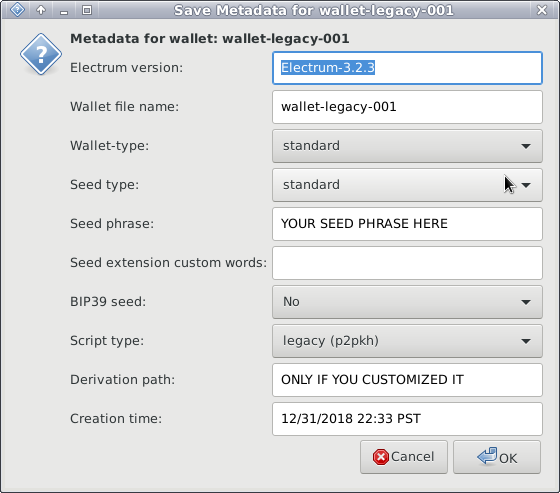 Save Metadata for wallet-legacy-001
Metadata for wallet: wallet-legacy-001
Electrum version: Electrum-3.2.3
Wallet file name: wallet-legacy-001
Wallet-type: standard
Seed type: standard
Seed phrase: YOUR SEED PHRASE HERE
Seed extension custom words:
BIP39 seed: No
Script type: legacy (p2pkh)
Derivation path: ONLY IF YOU CUSTOMIZED IT
Creation time: 12/31/2018 22:33 PST
Cancel OK